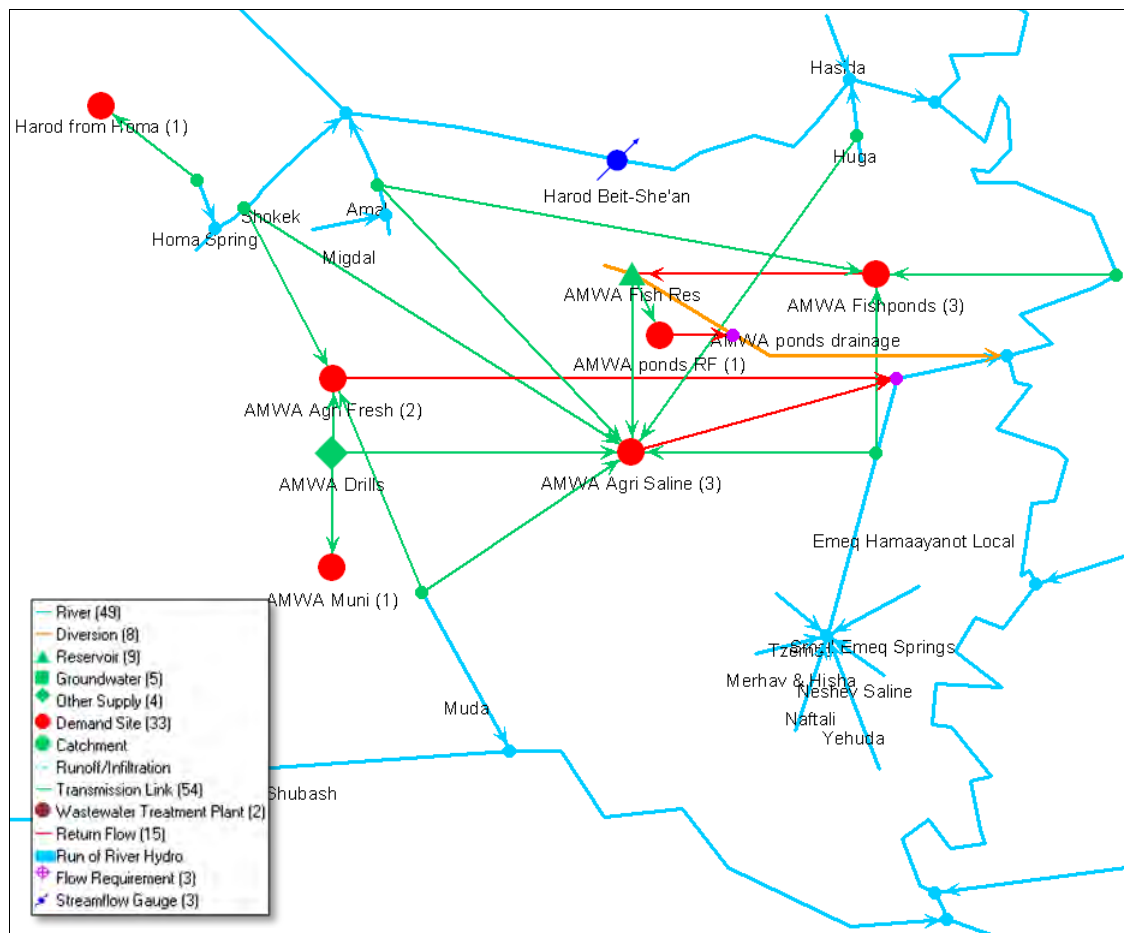 Hasida
Harod from Homa (1)
Huga
Harod Beit-She'an
Shokek
Amal
Homa Spring
Migdal
AMWA Fish Res
AMWA Fishponds (3)
AMWA ponds drainage
AMWA ponds RF (1)
AMWA Agri Fresh (2)
AMWA Drills
AMWA Agri Saline (3)
Emeq Hamaayanot Local
AMWA Muni (1)
Small Emeq Springs
Merhav & Hisha
Neshev Saline
Naftali
Yehuda
Muda
Shubash
River (49)
Diversion (8)
Reservoir (9)
Groundwater (5)
Other Supply (4)
Demand Site (33)
Catchment
Runoff/Infiltration
Transmission Link (54)
Wastewater Treatment Plant (2)
Return Flow (15)
Run of River Hydro
Flow Requirement (3)
Streamflow Gauge (3)